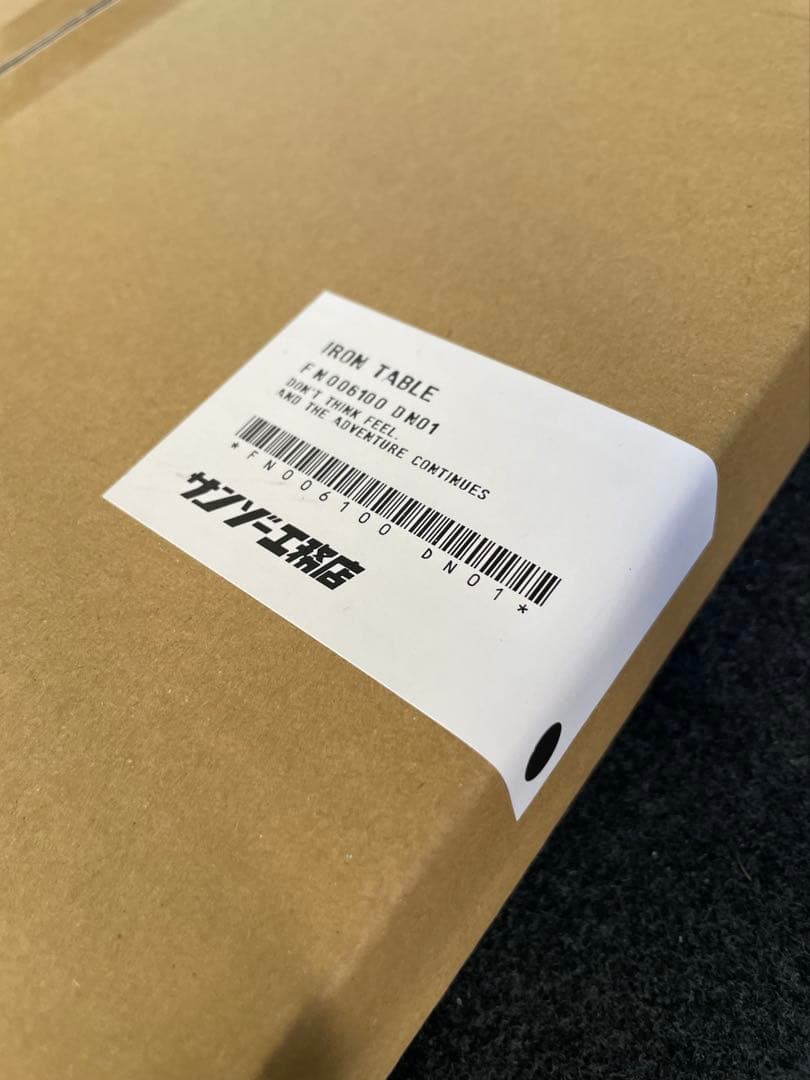 IRON TABLE
FN006100 DN01
DON'T THINK FEEL.
AND THE ADVENTURE CONTINUES
*FN006100 DN01*
サンゾー工務店